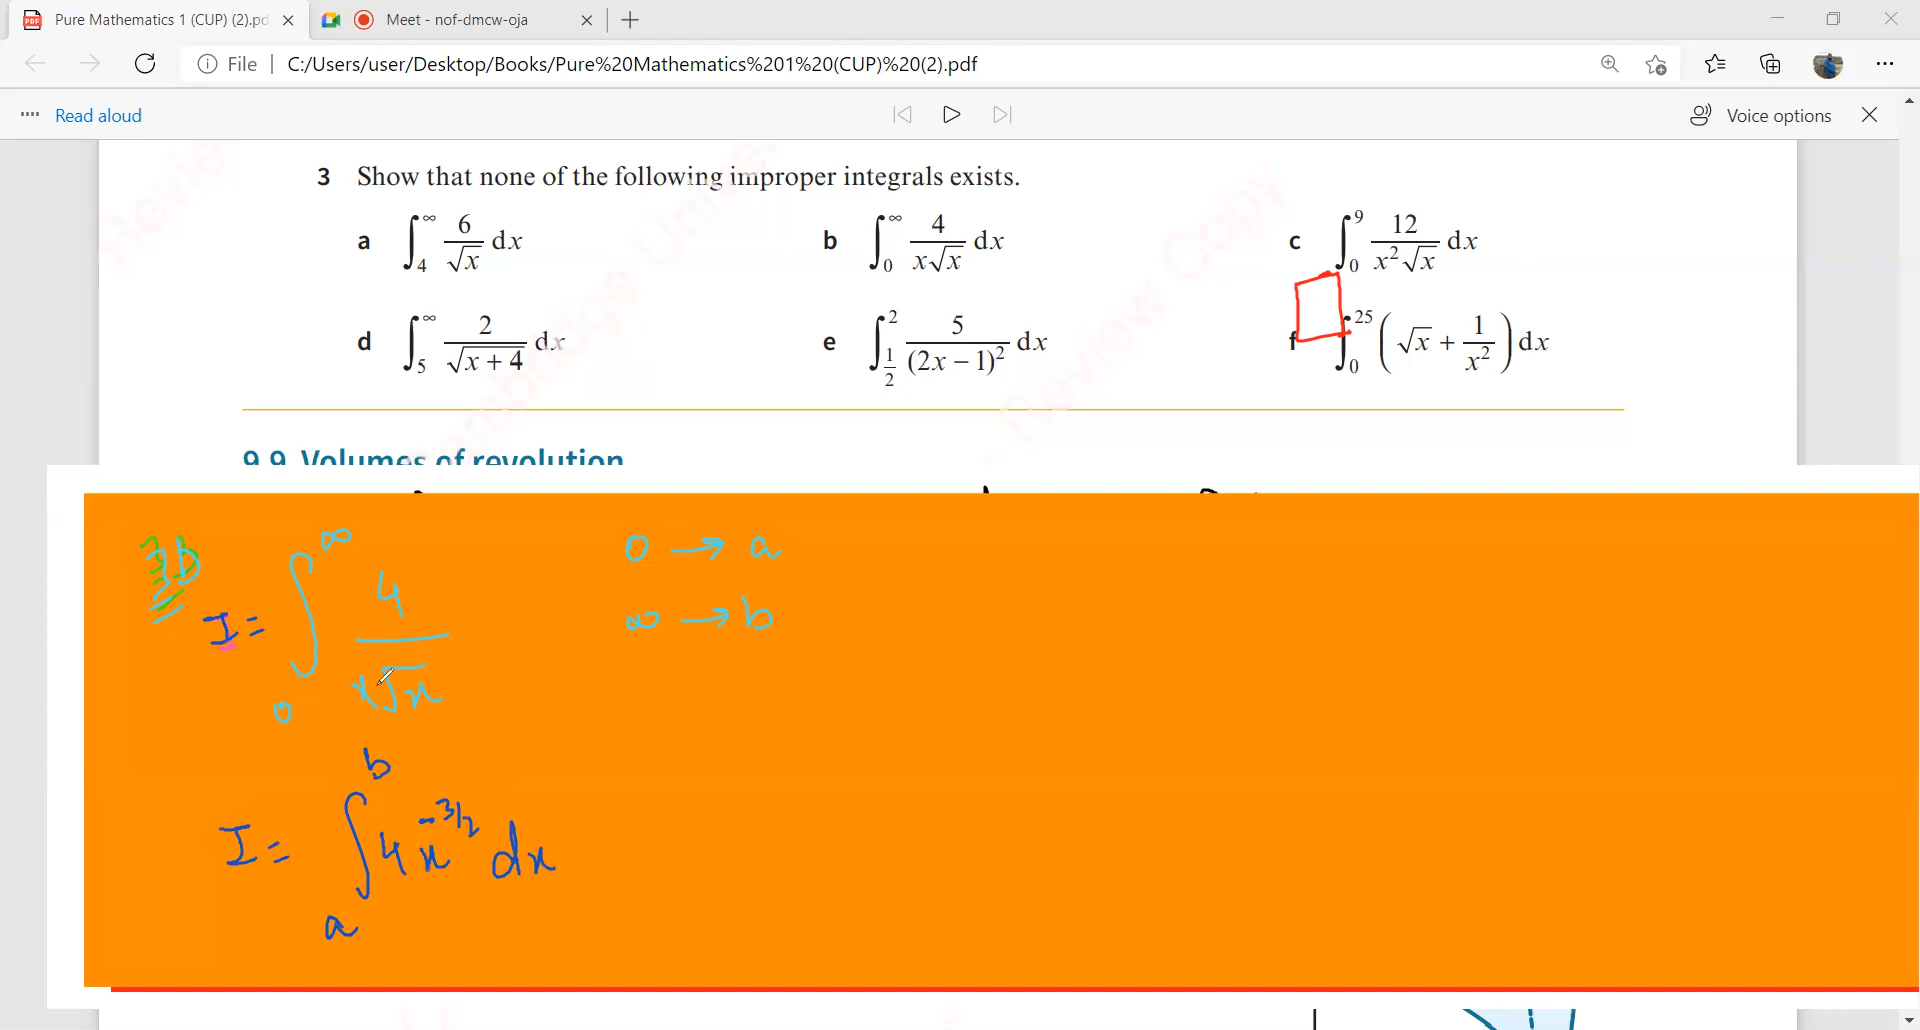 Pure Mathematics 1 (CUP) (2).pd
Meet - nof-dmcw-oja
File | C:/Users/user/Desktop/Books/Pure%20Mathematics%201%20(CUP)%20(2).pdf
Read aloud
Voice options
3 Show that none of the following improper integrals exists.
a ∫₄^∞ 6/√x dx b ∫₀^∞ 4/(x√x) dx c ∫₀^9 12/(x²√x) dx
d ∫₅^∞ 2/√(x + 4) dx e ∫_{1/2}^2 5/(2x − 1)² dx f ∫₀^25 (√x + 1/x²) dx
9.9 Volumes of revolution
3b
I = ∫₀^∞ 4/(x√x)
0 → a
∞ → b
I = ∫ₐ^b 4x^{-3/2} dx